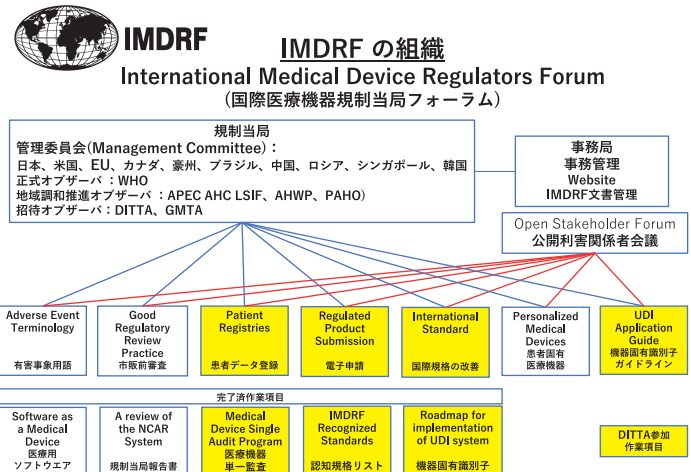 IMDRF
IMDRF の組織
International Medical Device Regulators Forum
(国際医療機器規制当局フォーラム)
規制当局
管理委員会(Management Committee)：
日本、米国、EU、カナダ、豪州、ブラジル、中国、ロシア、シンガポール、韓国
正式オブザーバ：WHO
地域調和推進オブザーバ：APEC AHC LSIF、AHWP、PAHO）
招待オブザーバ：DITTA、GMTA
事務局
事務管理
Website
IMDRF文書管理
Open Stakeholder Forum
公開利害関係者会議
Adverse Event
Terminology
有害事象用語
Good
Regulatory
Review
Practice
市販前審査
Patient
Registries
患者データ登録
Regulated
Product
Submission
電子申請
International
Standard
国際規格の改善
Personalized
Medical
Devices
患者固有
医療機器
UDI
Application
Guide
機器固有識別子
ガイドライン
完了済作業項目
Software as
a Medical
Device
医療用
ソフトウエア
A review of
the NCAR
System
規制当局報告書
Medical
Device Single
Audit Program
医療機器
単一監査
IMDRF
Recognized
Standards
認知規格リスト
Roadmap for
implementation
of UDI system
機器固有識別子
DITTA参加
作業項目